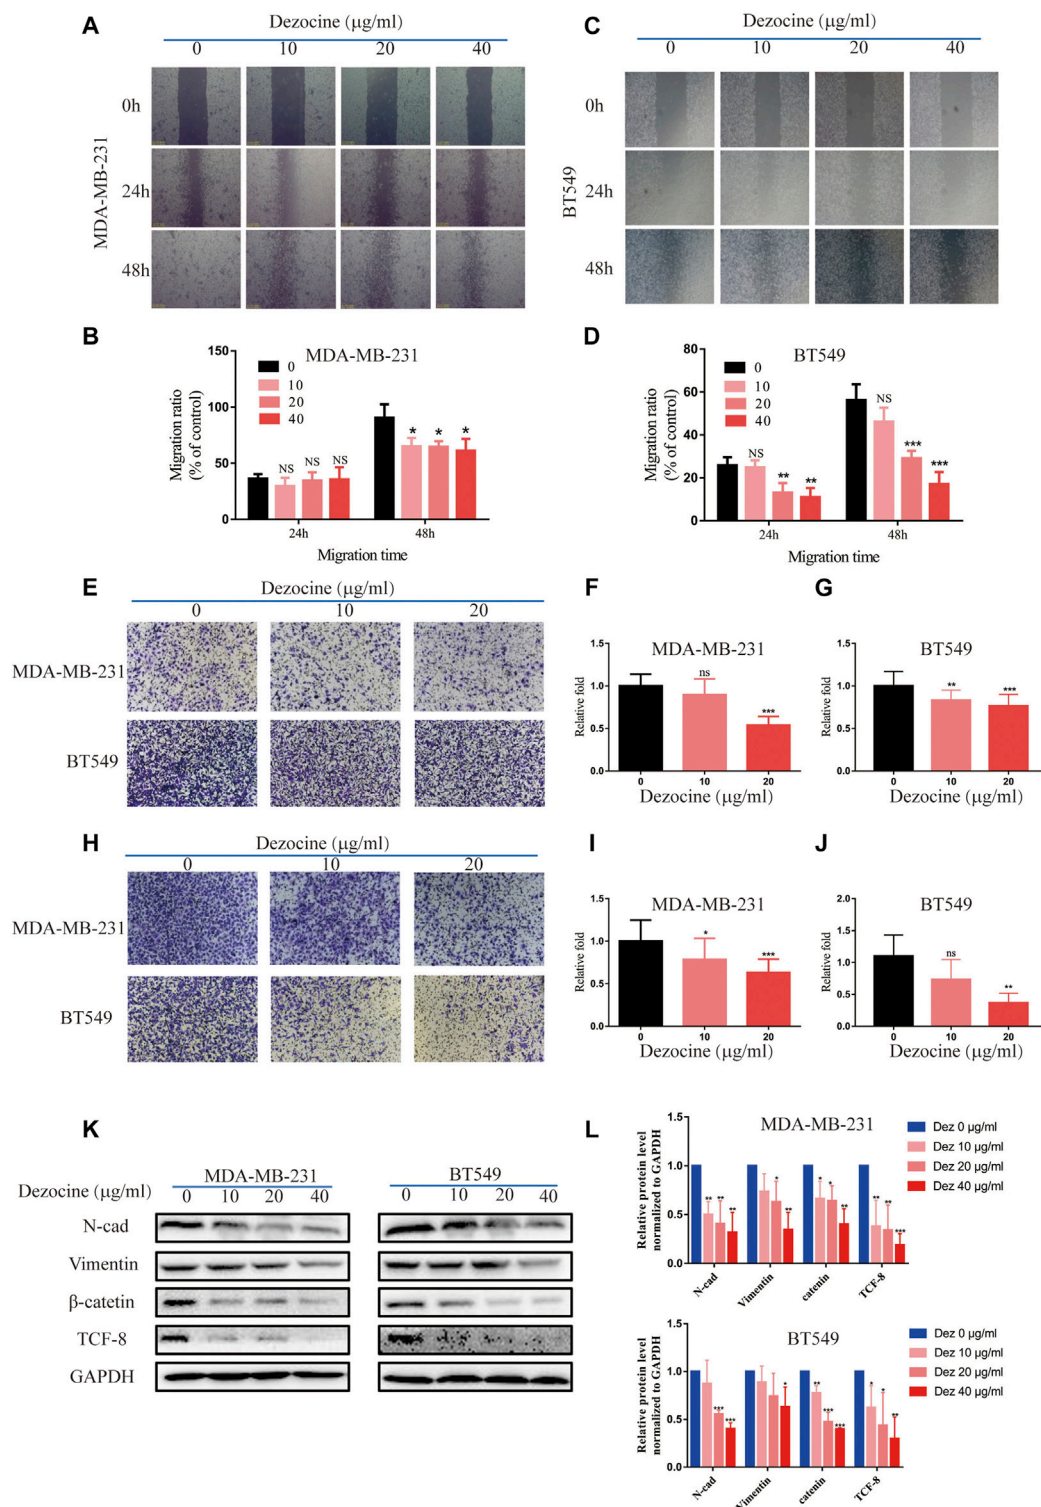 A
Dezocine (μg/ml)
0 10 20 40
MDA-MB-231
0h
24h
48h
C
Dezocine (μg/ml)
0 10 20 40
BT549
0h
24h
48h
B
MDA-MB-231
Migration ratio
(% of control)
150
100
50
0
0
10
20
40
NS NS NS
* * *
24h 48h
Migration time
D
BT549
Migration ratio
(% of control)
80
60
40
20
0
0
10
20
40
NS ** **
NS *** ***
24h 48h
Migration time
E
Dezocine (μg/ml)
0 10 20
MDA-MB-231
BT549
F
MDA-MB-231
Relative fold
1.5
1.0
0.5
0.0
ns ***
0 10 20
Dezocine (μg/ml)
G
BT549
Relative fold
1.5
1.0
0.5
0.0
** ***
0 10 20
Dezocine (μg/ml)
H
Dezocine (μg/ml)
0 10 20
MDA-MB-231
BT549
I
MDA-MB-231
Relative fold
1.5
1.0
0.5
0.0
* ***
0 10 20
Dezocine (μg/ml)
J
BT549
Relative fold
2.0
1.5
1.0
0.5
0.0
ns **
0 10 20
Dezocine (μg/ml)
K
MDA-MB-231 BT549
Dezocine (μg/ml) 0 10 20 40 0 10 20 40
N-cad
Vimentin
β-catetin
TCF-8
GAPDH
L
MDA-MB-231
Relative protein level
normalized to GAPDH
1.5
1.0
0.5
0.0
** ** **
* **
* * **
** ** ***
N-cad Vimentin catenin TCF-8
Dez 0 μg/ml
Dez 10 μg/ml
Dez 20 μg/ml
Dez 40 μg/ml
BT549
Relative protein level
normalized to GAPDH
1.5
1.0
0.5
0.0
*** ***
*
** *** ***
* * **
N-cad Vimentin catenin TCF-8
Dez 0 μg/ml
Dez 10 μg/ml
Dez 20 μg/ml
Dez 40 μg/ml